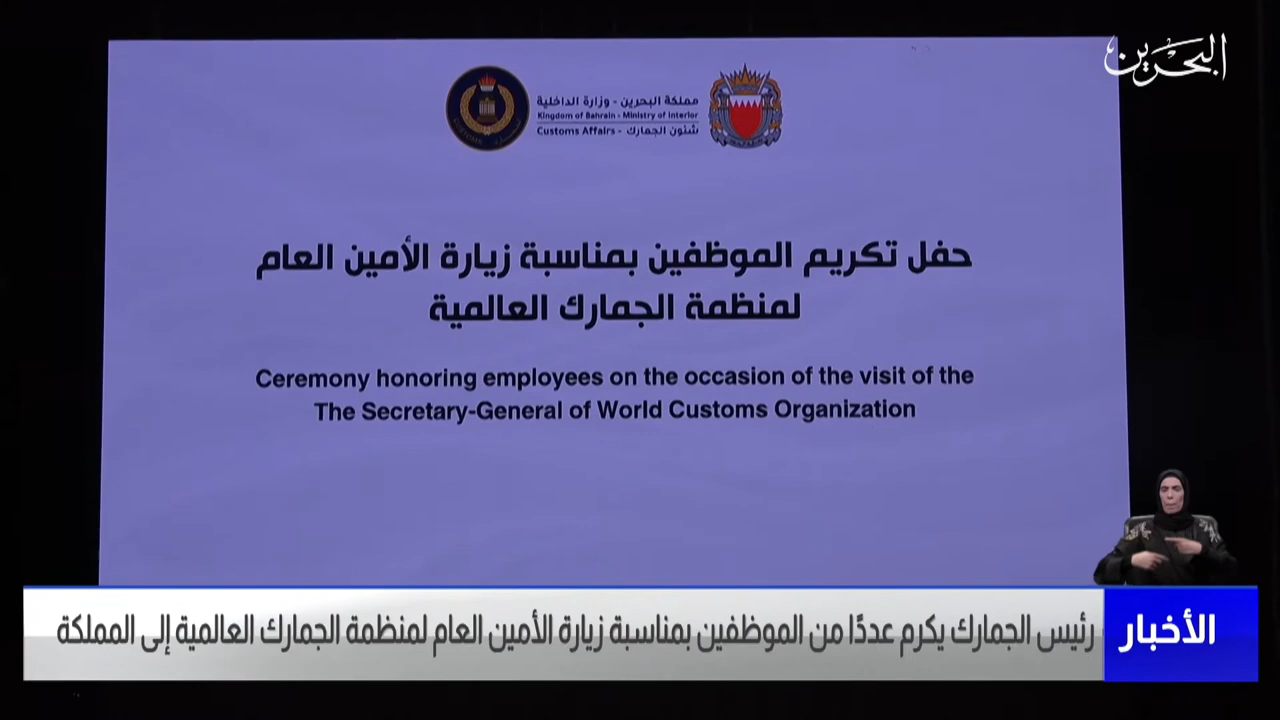 البحرين
مملكة البحرين - وزارة الداخلية
Kingdom of Bahrain - Ministry of Interior
شئون الجمارك - Customs Affairs
CUSTOMS
حفل تكريم الموظفين بمناسبة زيارة الأمين العام
لمنظمة الجمارك العالمية
Ceremony honoring employees on the occasion of the visit of the
The Secretary-General of World Customs Organization
الأخبار
رئيس الجمارك يكرم عددًا من الموظفين بمناسبة زيارة الأمين العام لمنظمة الجمارك العالمية إلى المملكة